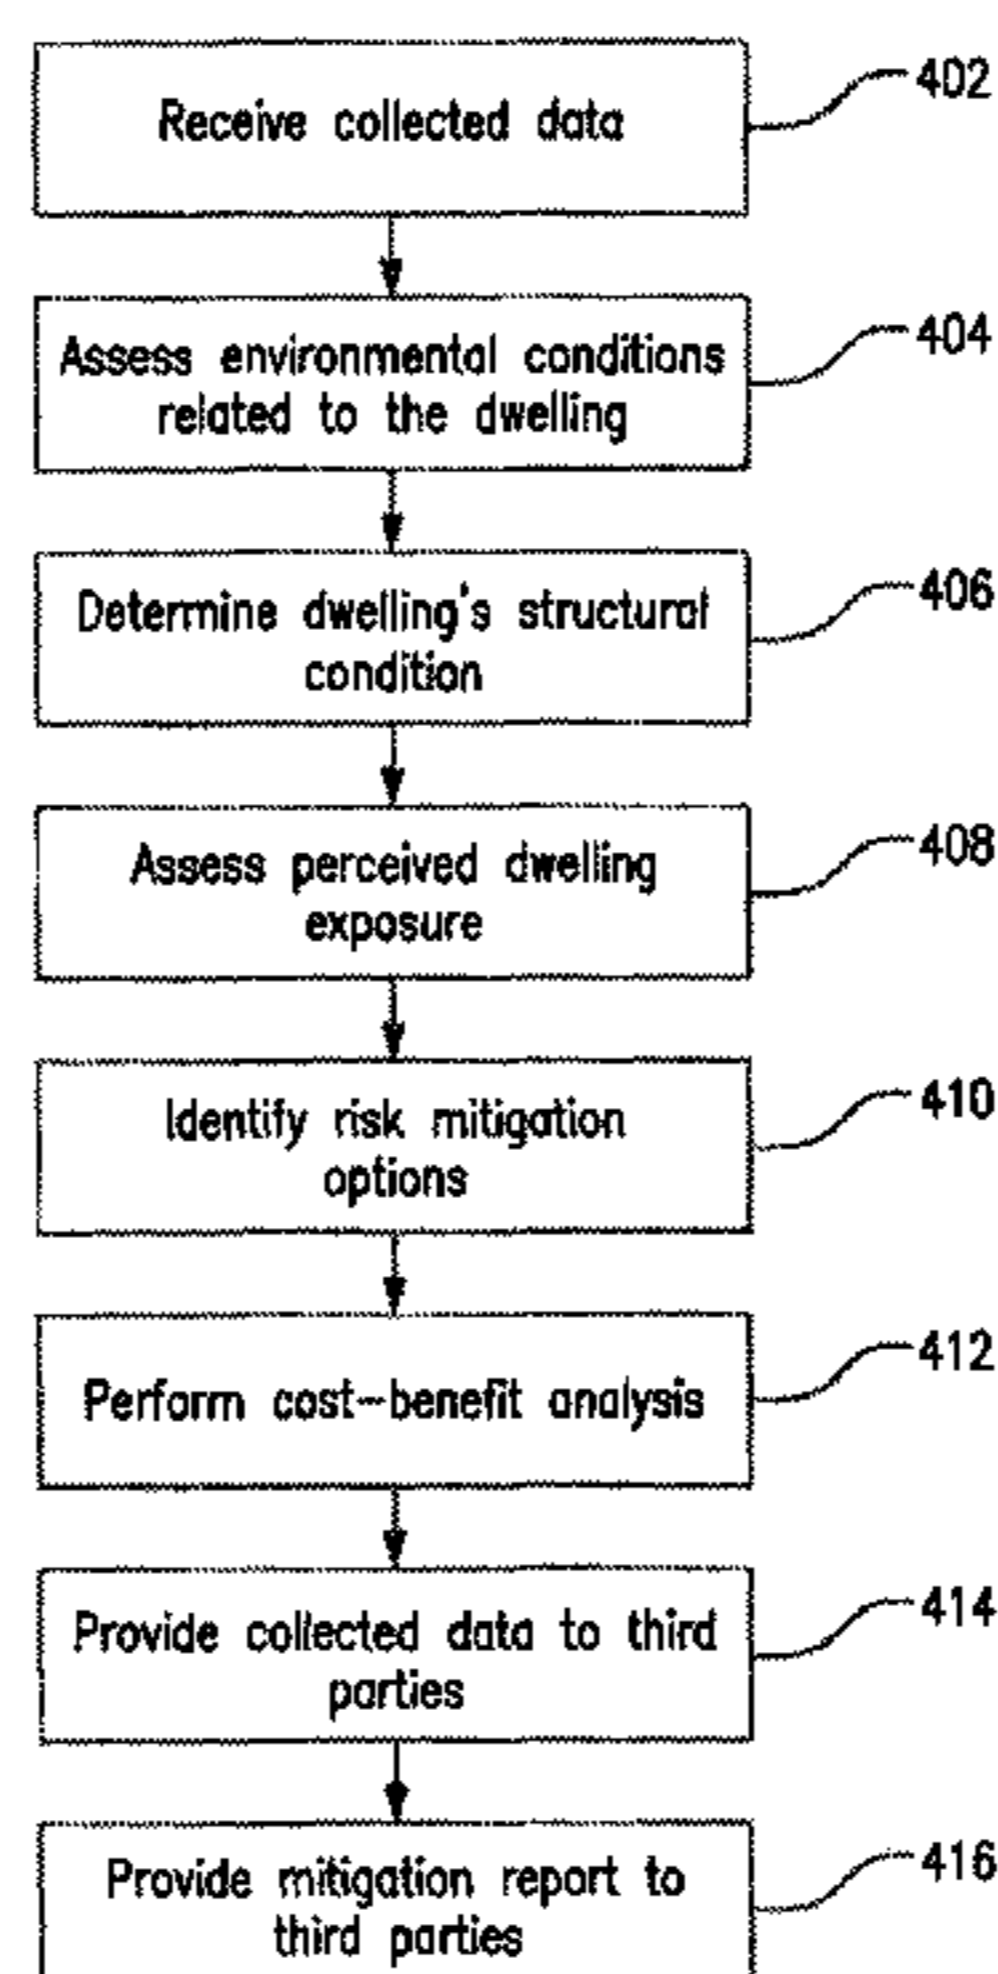 Receive collected data
402
Assess environmental conditions
related to the dwelling
404
Determine dwelling's structural
condition
406
Assess perceived dwelling
exposure
408
Identify risk mitigation
options
410
Perform cost-benefit analysis
412
Provide collected data to third
parties
414
Provide mitigation report to
third parties
416